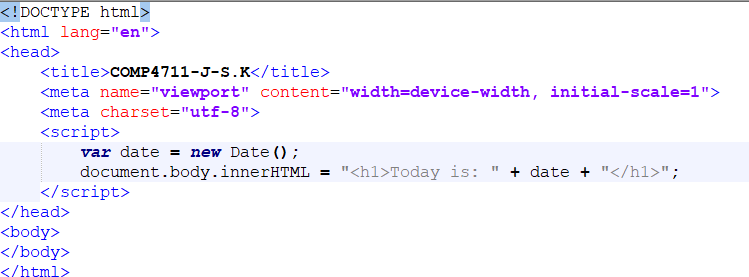 <!DOCTYPE html>
<html lang="en">
<head>
    <title>COMP4711-J-S.K</title>
    <meta name="viewport" content="width=device-width, initial-scale=1">
    <meta charset="utf-8">
    <script>
        var date = new Date();
        document.body.innerHTML = "<h1>Today is: " + date + "</h1>";
    </script>
</head>
<body>
</body>
</html>